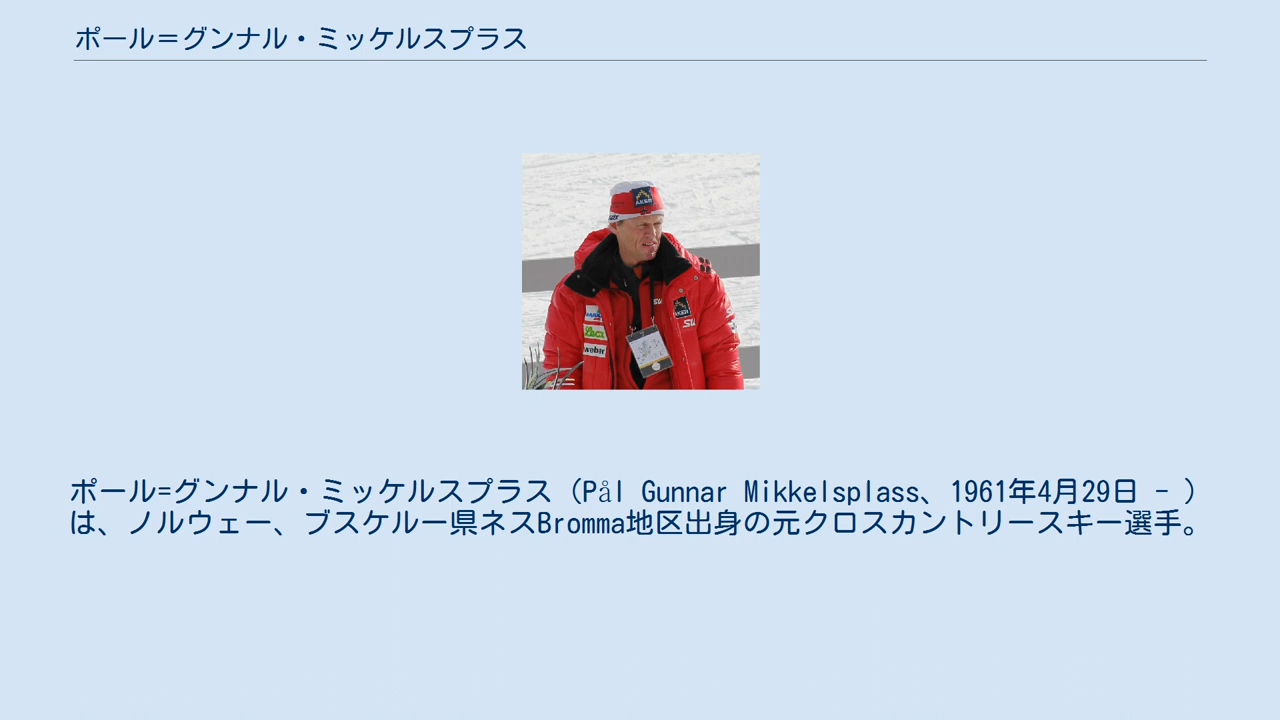 ポール＝グンナル・ミッケルスプラス
AKER
AKER
weber
ポール=グンナル・ミッケルスプラス（Pål Gunnar Mikkelsplass、1961年4月29日 - ）
は、ノルウェー、ブスケルー県ネスBromma地区出身の元クロスカントリースキー選手。